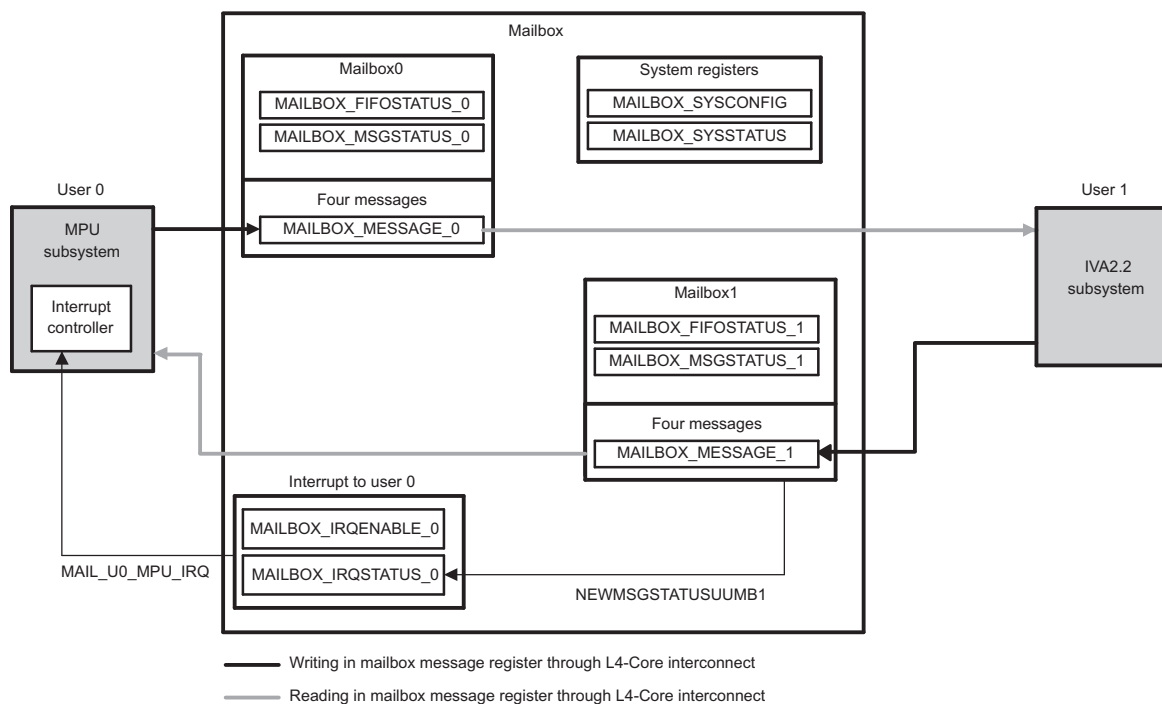 Mailbox
Mailbox0
MAILBOX_FIFOSTATUS_0
MAILBOX_MSGSTATUS_0
Four messages
MAILBOX_MESSAGE_0
System registers
MAILBOX_SYSCONFIG
MAILBOX_SYSSTATUS
User 0
MPU
subsystem
Interrupt
controller
User 1
IVA2.2
subsystem
Mailbox1
MAILBOX_FIFOSTATUS_1
MAILBOX_MSGSTATUS_1
Four messages
MAILBOX_MESSAGE_1
Interrupt to user 0
MAILBOX_IRQENABLE_0
MAILBOX_IRQSTATUS_0
MAIL_U0_MPU_IRQ
NEWMSGSTATUSUUMB1
Writing in mailbox message register through L4-Core interconnect
Reading in mailbox message register through L4-Core interconnect